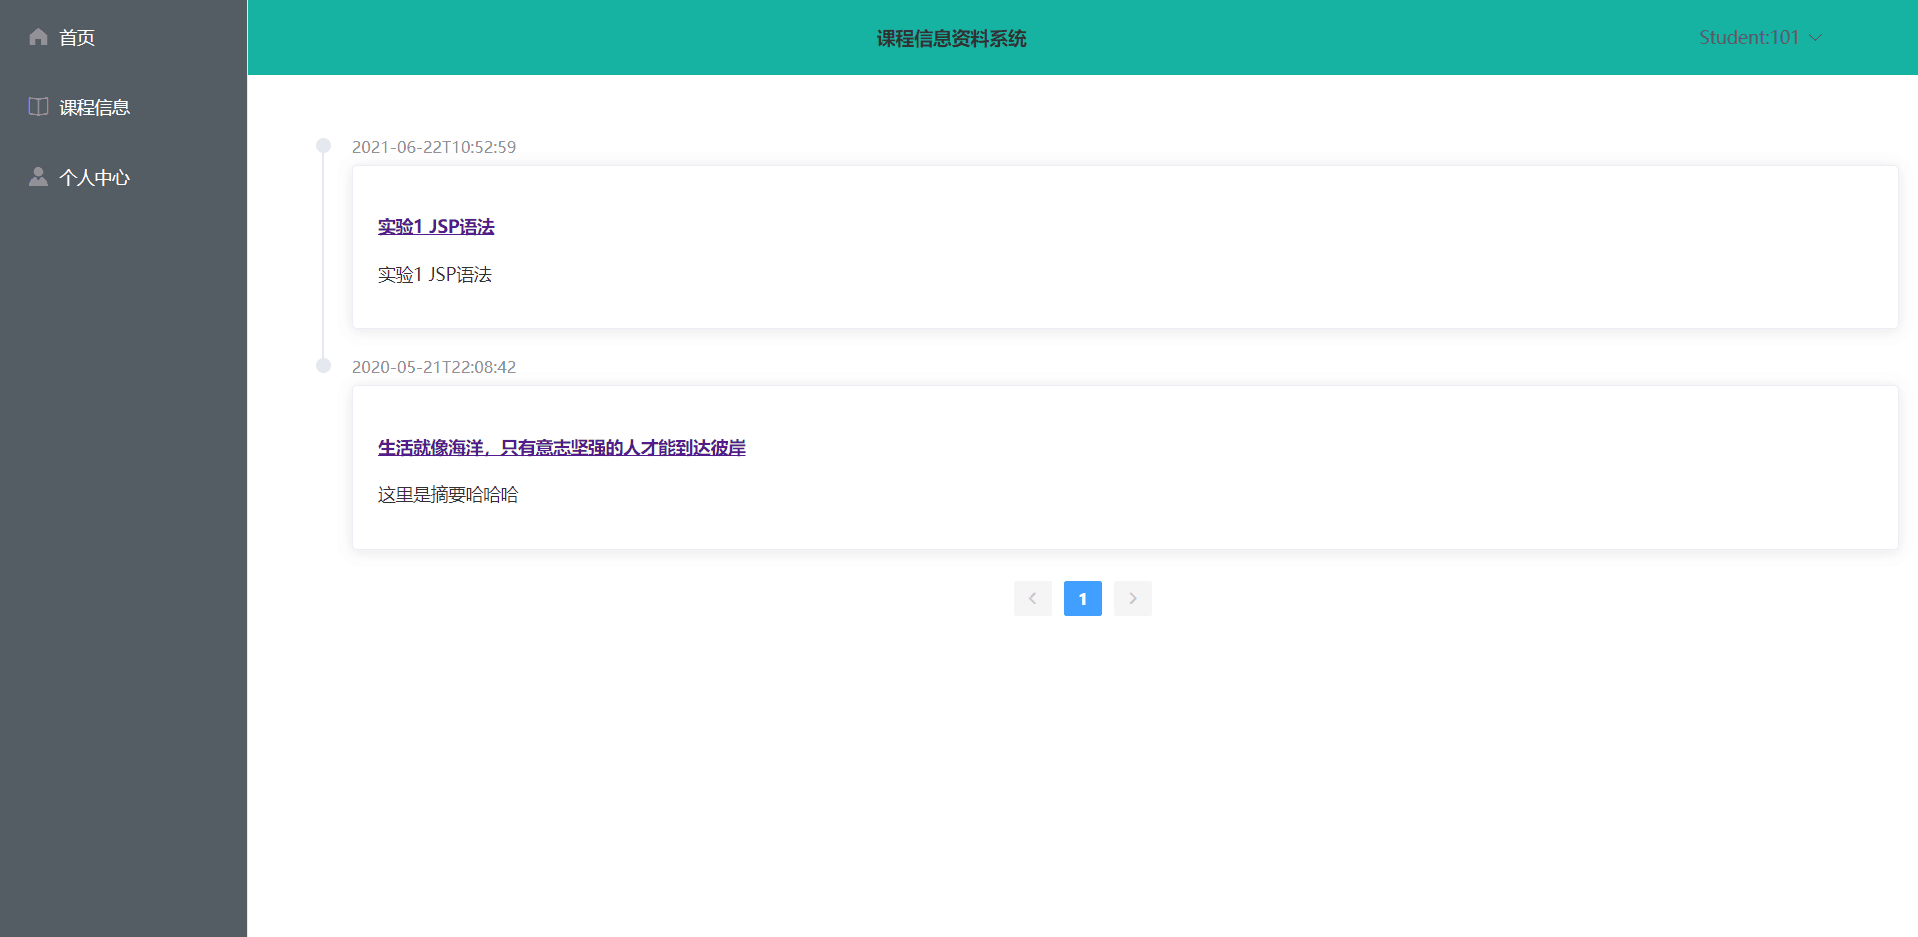 首页
课程信息
个人中心
课程信息资料系统
Student:101
2021-06-22T10:52:59
实验1 JSP语法
实验1 JSP语法
2020-05-21T22:08:42
生活就像海洋，只有意志坚强的人才能到达彼岸
这里是摘要哈哈哈
1